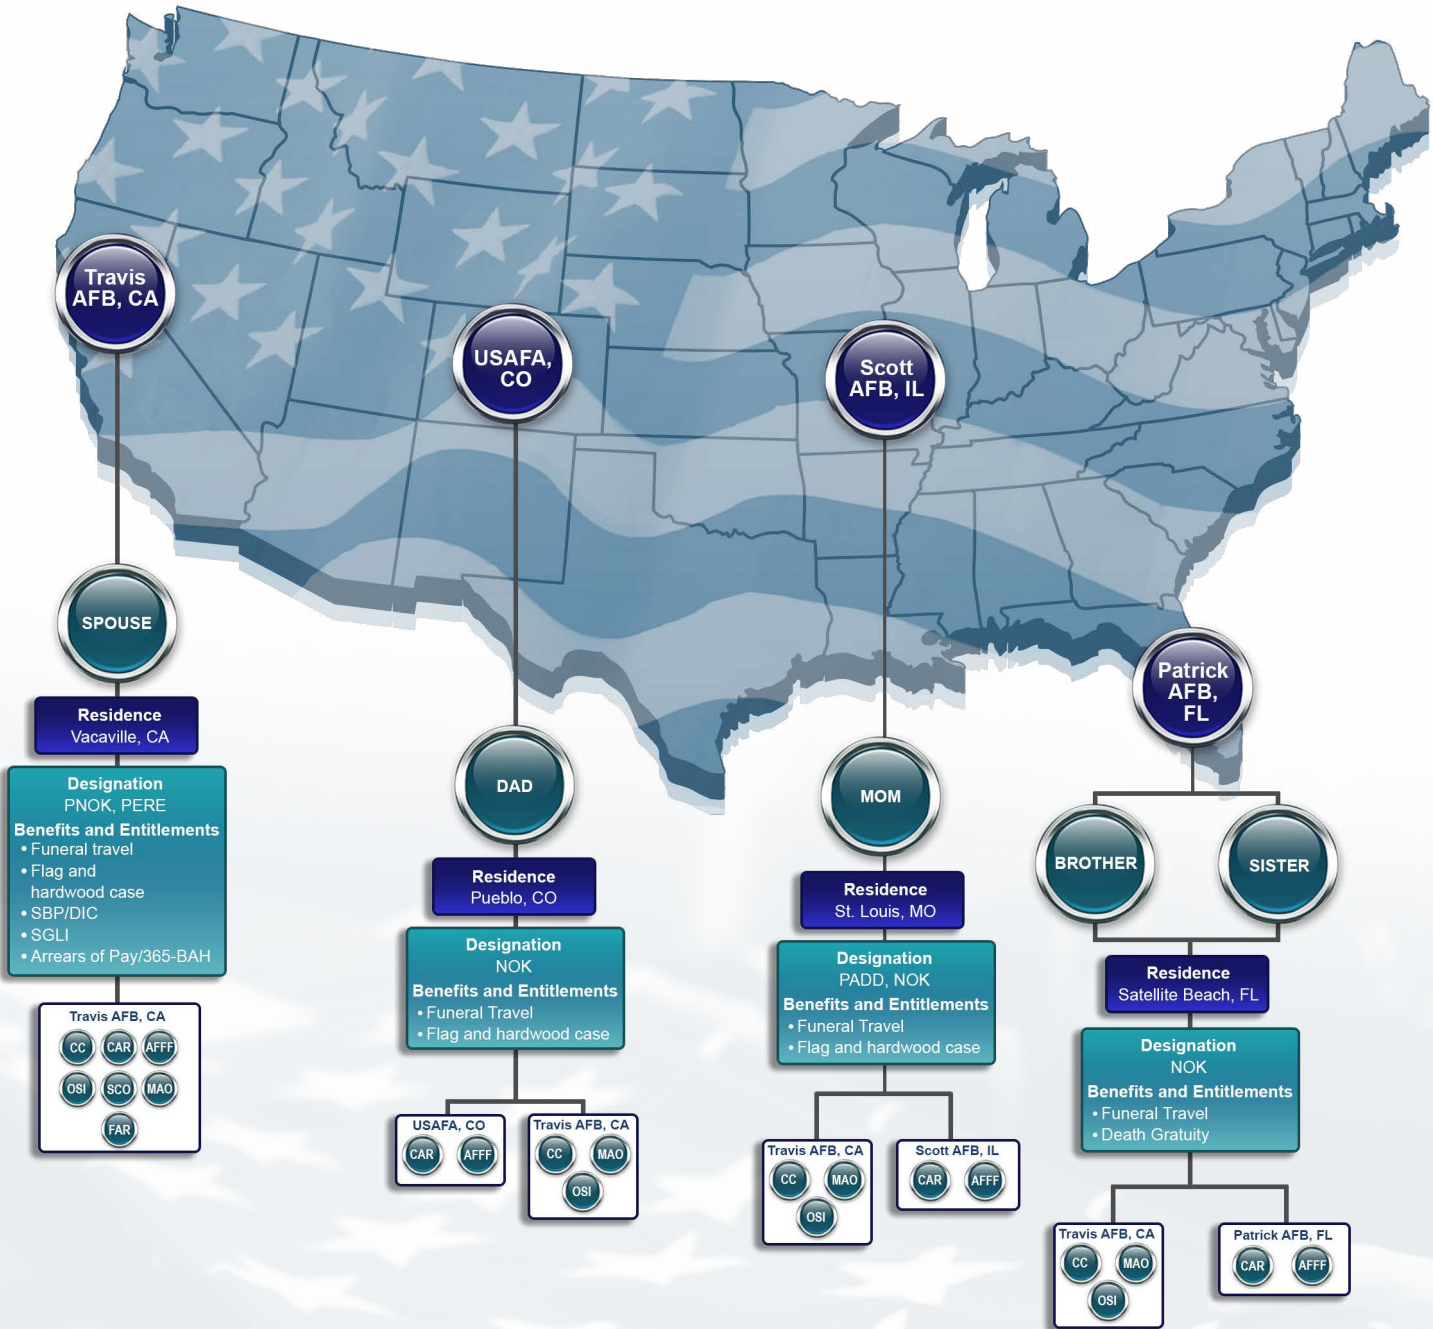 Travis
AFB, CA
USAFA,
CO
Scott
AFB, IL
Patrick
AFB,
FL
SPOUSE
Residence
Vacaville, CA
Designation
PNOK, PERE
Benefits and Entitlements
• Funeral travel
• Flag and
hardwood case
• SBP/DIC
• SGLI
• Arrears of Pay/365-BAH
Travis AFB, CA
CC CAR AFFF
OSI SCO MAO
FAR
DAD
Residence
Pueblo, CO
Designation
NOK
Benefits and Entitlements
• Funeral Travel
• Flag and hardwood case
USAFA, CO
CAR AFFF
Travis AFB, CA
CC MAO
OSI
MOM
Residence
St. Louis, MO
Designation
PADD, NOK
Benefits and Entitlements
• Funeral Travel
• Flag and hardwood case
Travis AFB, CA
CC MAO
OSI
Scott AFB, IL
CAR AFFF
BROTHER
SISTER
Residence
Satellite Beach, FL
Designation
NOK
Benefits and Entitlements
• Funeral Travel
• Death Gratuity
Travis AFB, CA
CC MAO
OSI
Patrick AFB, FL
CAR AFFF